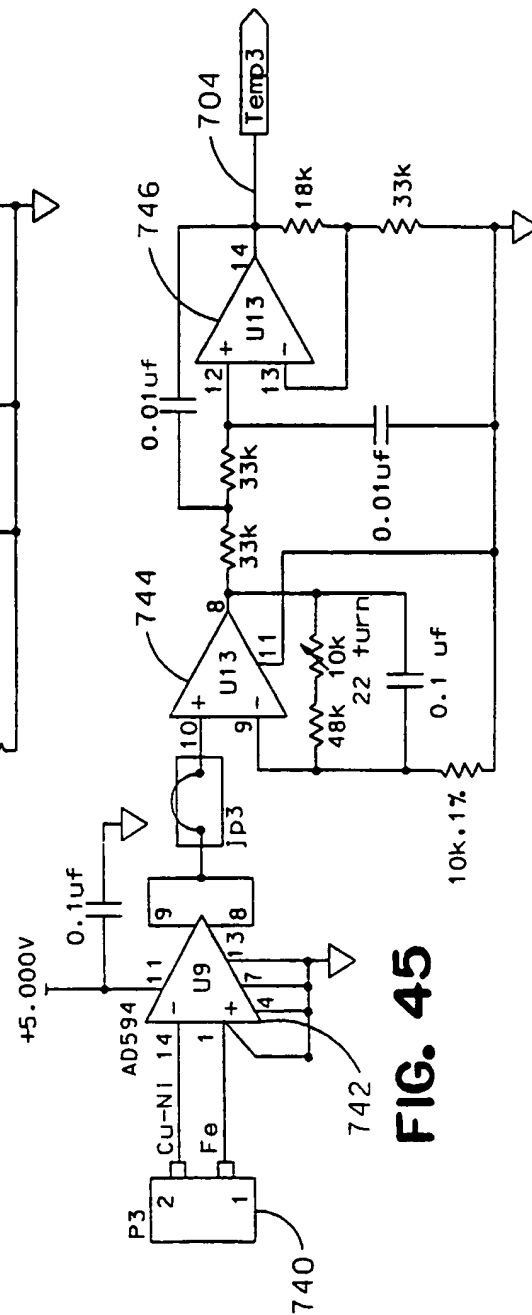 +5.000V
0.1uf
P3
2
1
740
Cu-Ni
Fe
14
1
AD594
11
-
U9
+
4
7
13
9
8
742
jp3
744
10
9
+
U13
-
8
11
48k
10k
22 turn
0.1 uf
10k.1%
33k
33k
0.01uf
0.01uf
12
13
+
U13
-
14
746
704
Temp3
18k
33k
FIG. 45